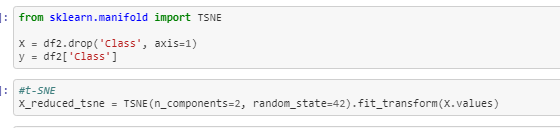 ]: from sklearn.manifold import TSNE
X = df2.drop('Class', axis=1)
y = df2['Class']
]: #t-SNE
X_reduced_tsne = TSNE(n_components=2, random_state=42).fit_transform(X.values)